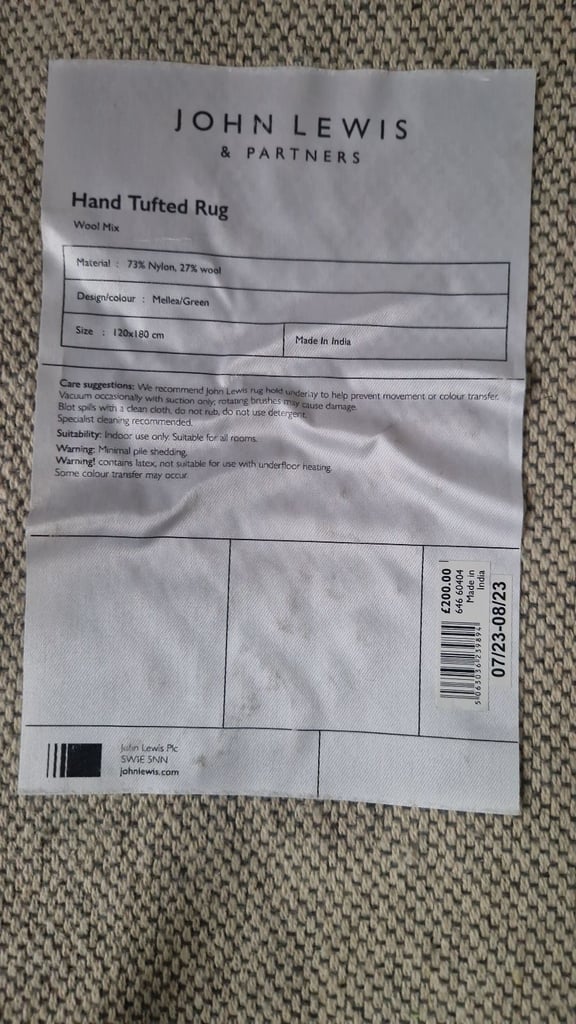 JOHN LEWIS
& PARTNERS
Hand Tufted Rug
Wool Mix
Material : 73% Nylon, 27% wool
Design/colour : Mellea/Green
Size : 120x180 cm
Made In India
Care suggestions: We recommend John Lewis rug hold underlay to help prevent movement or colour transfer.
Vacuum occasionally with suction only; rotating brushes may cause damage.
Blot spills with a clean cloth, do not rub, do not use detergent.
Specialist cleaning recommended.
Suitability: Indoor use only. Suitable for all rooms.
Warning: Minimal pile shedding.
Warning! contains latex, not suitable for use with underfloor heating.
Some colour transfer may occur.
£200.00
646 60404
Made in
India
5 063036 239894
07/23-08/23
John Lewis Plc
SW1E 5NN
johnlewis.com